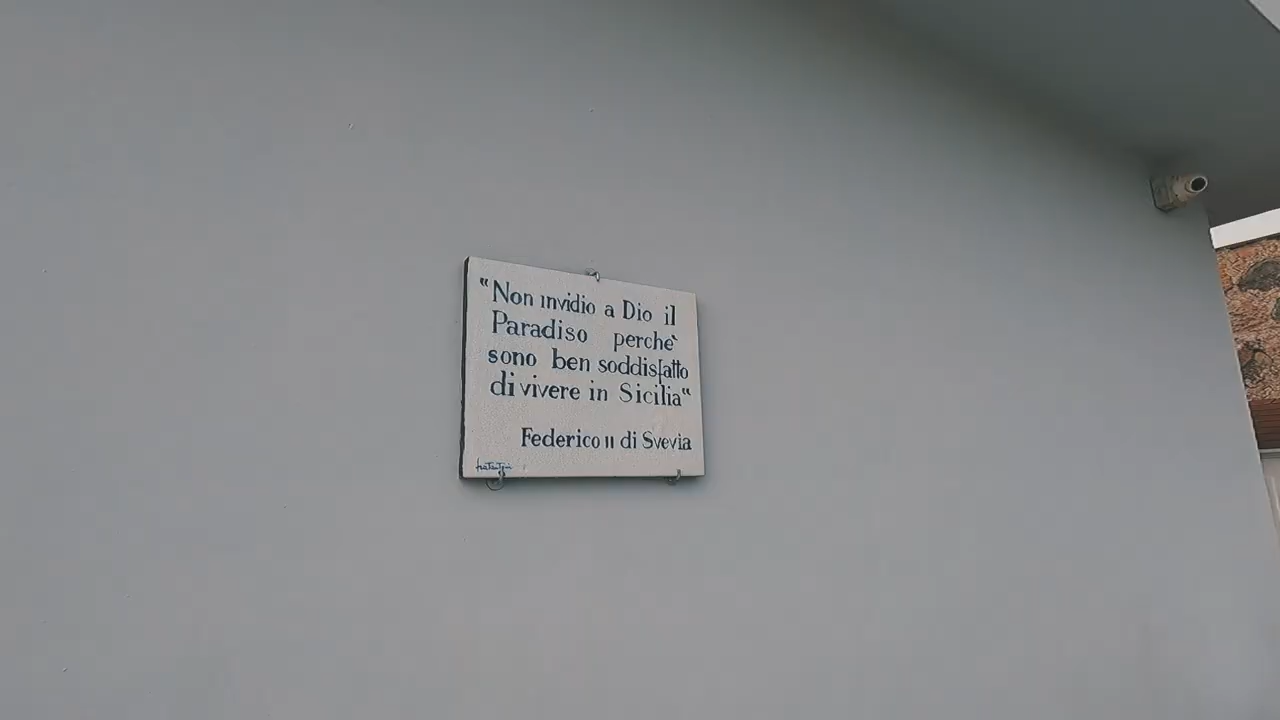 “Non invidio a Dio il
Paradiso perchè
sono ben soddisfatto
di vivere in Sicilia“
Federico II di Svevia